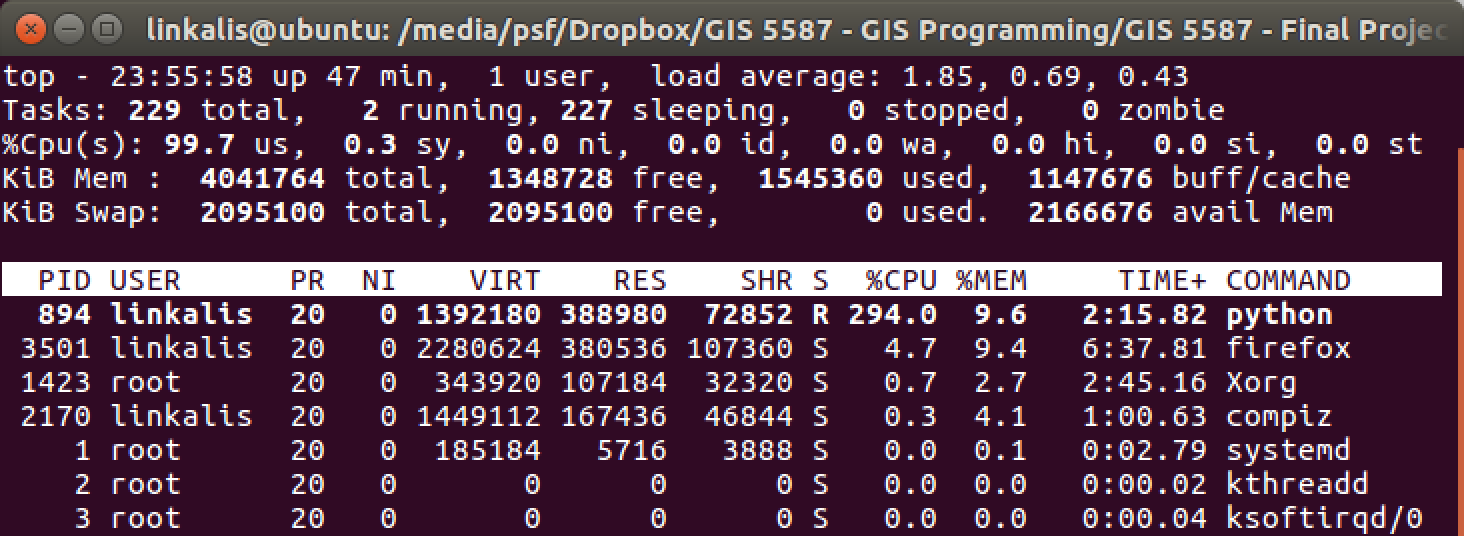 linkalis@ubuntu: /media/psf/Dropbox/GIS 5587 - GIS Programming/GIS 5587 - Final Projec
top - 23:55:58 up 47 min,  1 user,  load average: 1.85, 0.69, 0.43
Tasks: 229 total,   2 running, 227 sleeping,   0 stopped,   0 zombie
%Cpu(s): 99.7 us,  0.3 sy,  0.0 ni,  0.0 id,  0.0 wa,  0.0 hi,  0.0 si,  0.0 st
KiB Mem :  4041764 total,  1348728 free,  1545360 used,  1147676 buff/cache
KiB Swap:  2095100 total,  2095100 free,        0 used.  2166676 avail Mem
  PID USER      PR  NI    VIRT    RES    SHR S  %CPU %MEM     TIME+ COMMAND
  894 linkalis  20   0 1392180 388980  72852 R 294.0  9.6   2:15.82 python
 3501 linkalis  20   0 2280624 380536 107360 S   4.7  9.4   6:37.81 firefox
 1423 root      20   0  343920 107184  32320 S   0.7  2.7   2:45.16 Xorg
 2170 linkalis  20   0 1449112 167436  46844 S   0.3  4.1   1:00.63 compiz
    1 root      20   0  185184   5716   3888 S   0.0  0.1   0:02.79 systemd
    2 root      20   0       0      0      0 S   0.0  0.0   0:00.02 kthreadd
    3 root      20   0       0      0      0 S   0.0  0.0   0:00.04 ksoftirqd/0